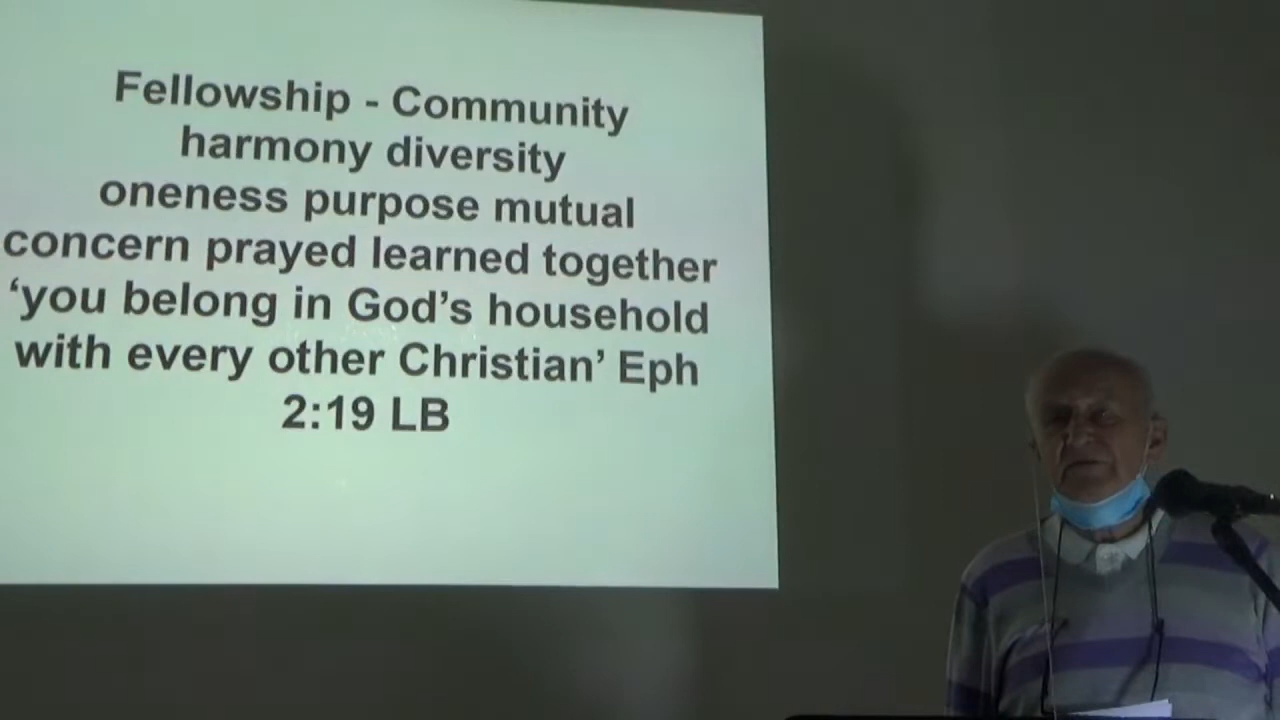 Fellowship - Community
harmony diversity
oneness purpose mutual
concern prayed learned together
‘you belong in God’s household
with every other Christian’ Eph
2:19 LB